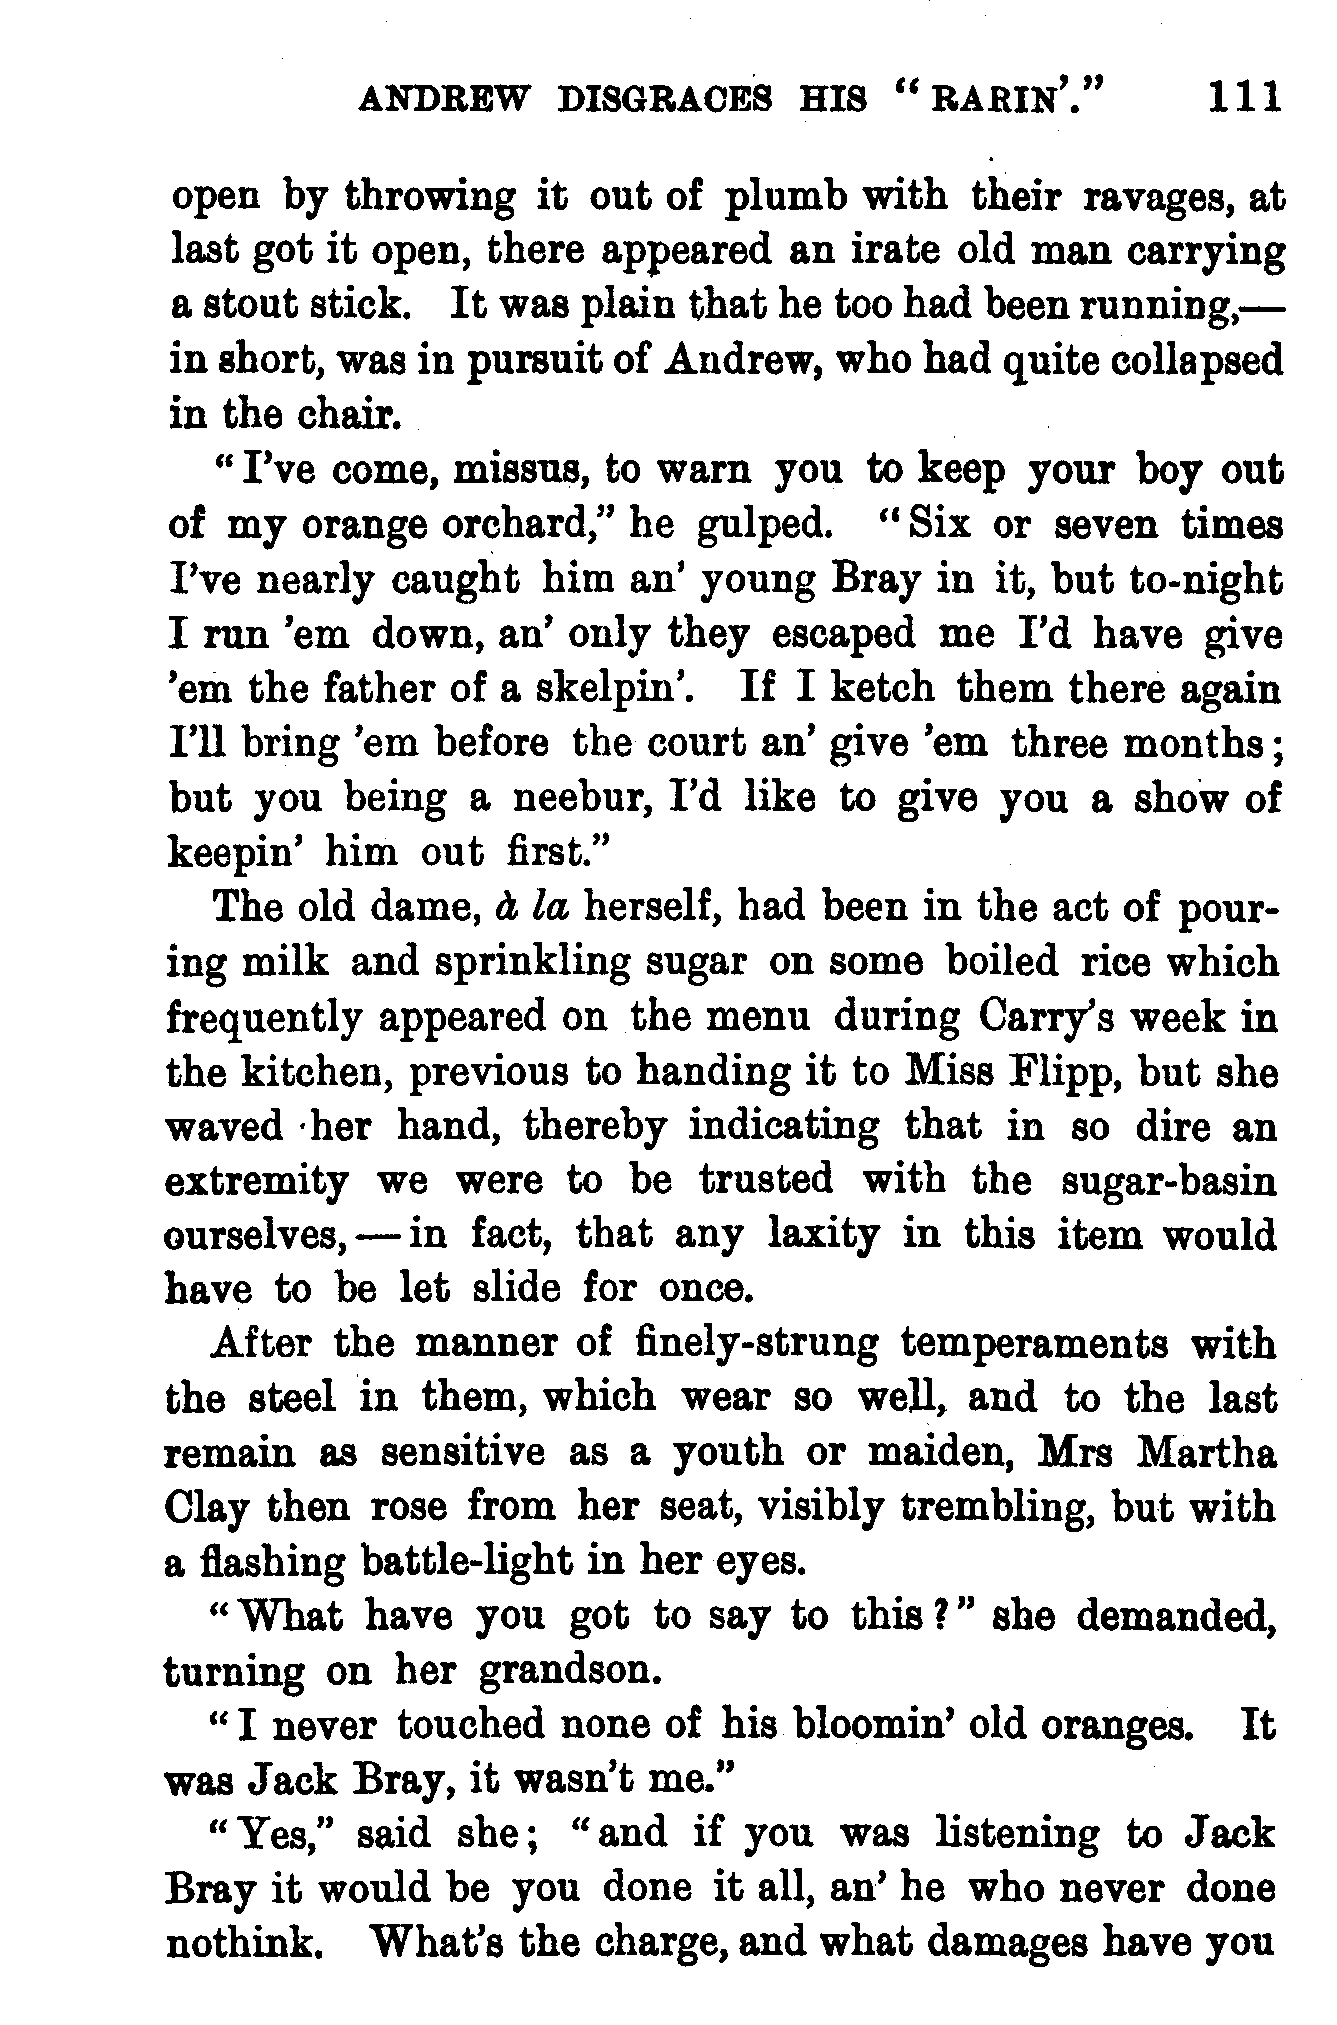 ANDREW DISGRACES HIS “RARIN’.” 111
open by throwing it out of plumb with their ravages, at
last got it open, there appeared an irate old man carrying
a stout stick. It was plain that he too had been running,—
in short, was in pursuit of Andrew, who had quite collapsed
in the chair.
“I’ve come, missus, to warn you to keep your boy out
of my orange orchard,” he gulped. “Six or seven times
I’ve nearly caught him an’ young Bray in it, but to-night
I run ’em down, an’ only they escaped me I’d have give
’em the father of a skelpin’. If I ketch them there again
I’ll bring ’em before the court an’ give ’em three months;
but you being a neebur, I’d like to give you a show of
keepin’ him out first.”
The old dame, à la herself, had been in the act of pour-
ing milk and sprinkling sugar on some boiled rice which
frequently appeared on the menu during Carry’s week in
the kitchen, previous to handing it to Miss Flipp, but she
waved her hand, thereby indicating that in so dire an
extremity we were to be trusted with the sugar-basin
ourselves,—in fact, that any laxity in this item would
have to be let slide for once.
After the manner of finely-strung temperaments with
the steel in them, which wear so well, and to the last
remain as sensitive as a youth or maiden, Mrs Martha
Clay then rose from her seat, visibly trembling, but with
a flashing battle-light in her eyes.
“What have you got to say to this?” she demanded,
turning on her grandson.
“I never touched none of his bloomin’ old oranges. It
was Jack Bray, it wasn’t me.”
“Yes,” said she; “and if you was listening to Jack
Bray it would be you done it all, an’ he who never done
nothink. What’s the charge, and what damages have you